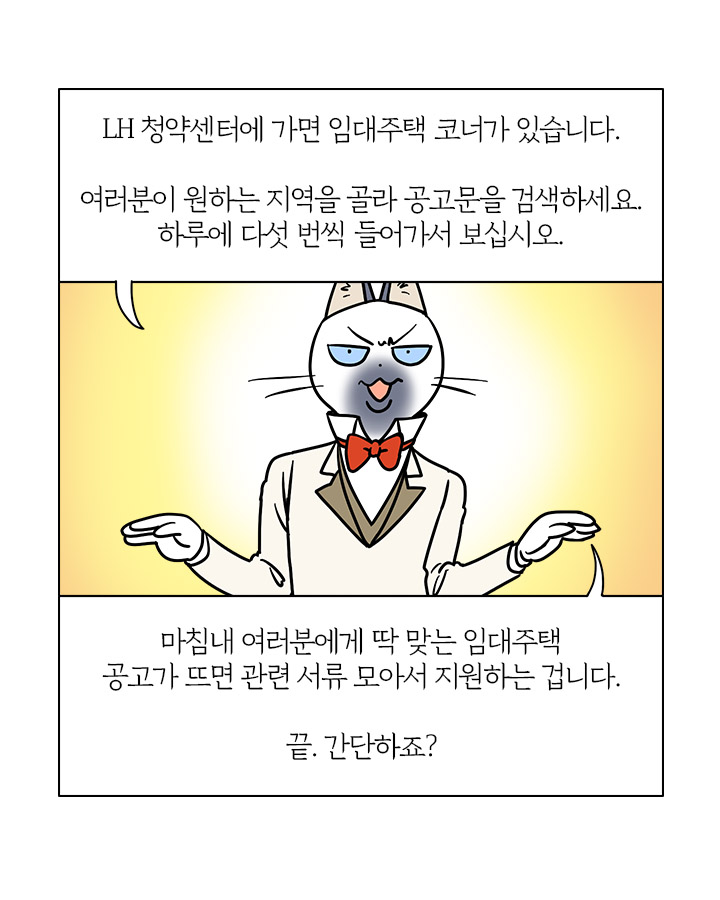 LH 청약센터에 가면 임대주택 코너가 있습니다.
여러분이 원하는 지역을 골라 공고문을 검색하세요.
하루에 다섯 번씩 들어가서 보십시오.
마침내 여러분에게 딱 맞는 임대주택
공고가 뜨면 관련 서류 모아서 지원하는 겁니다.
끝. 간단하죠?